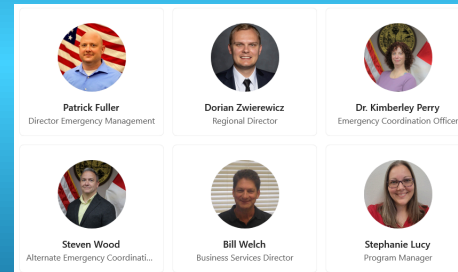 Patrick Fuller
Director Emergency Management
Dorian Zwierewicz
Regional Director
Dr. Kimberley Perry
Emergency Coordination Officer
Steven Wood
Alternate Emergency Coordinati...
Bill Welch
Business Services Director
Stephanie Lucy
Program Manager